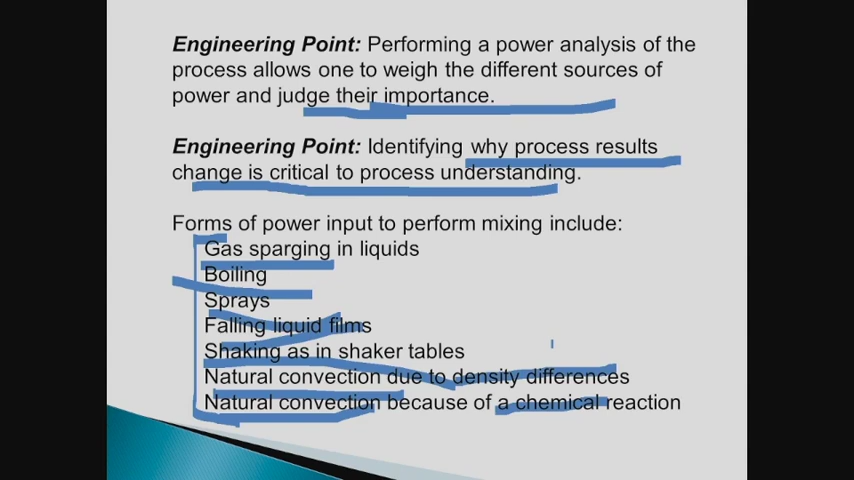 Engineering Point: Performing a power analysis of the
process allows one to weigh the different sources of
power and judge their importance.
Engineering Point: Identifying why process results
change is critical to process understanding.
Forms of power input to perform mixing include:
Gas sparging in liquids
Boiling
Sprays
Falling liquid films
Shaking as in shaker tables
Natural convection due to density differences
Natural convection because of a chemical reaction